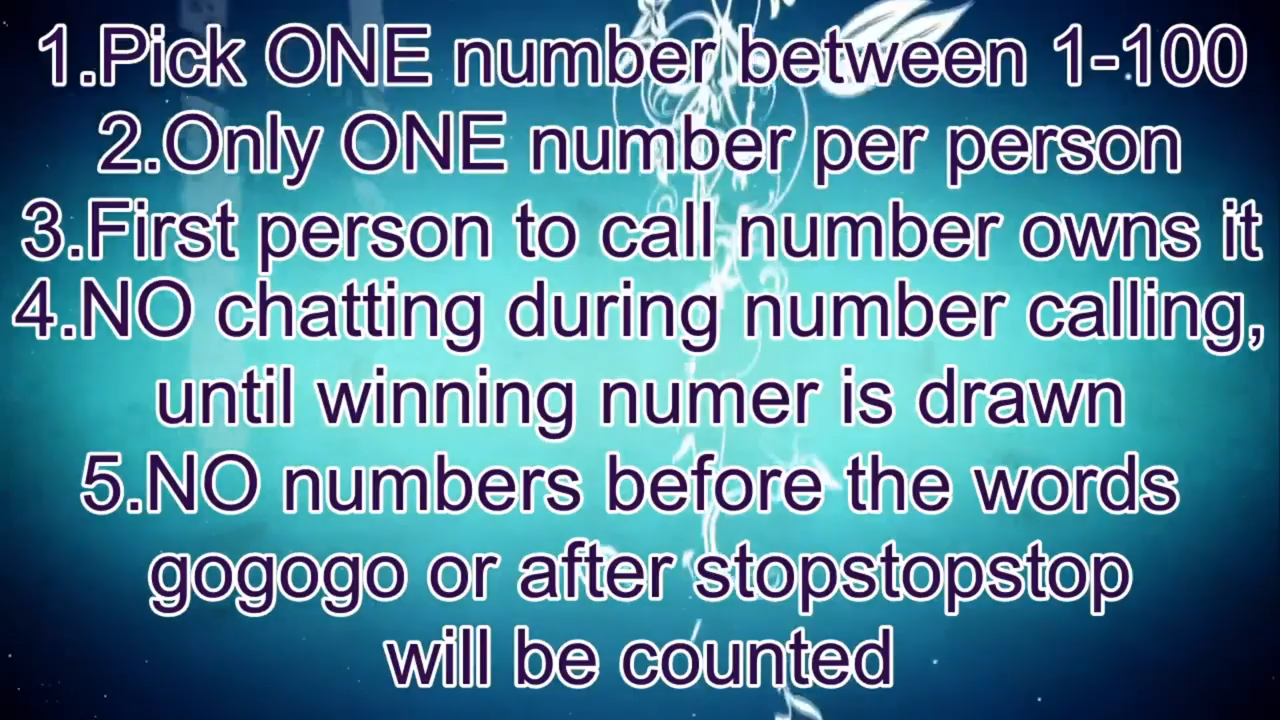 1.Pick ONE number between 1-100
2.Only ONE number per person
3.First person to call number owns it
4.NO chatting during number calling,
until winning numer is drawn
5.NO numbers before the words
gogogo or after stopstopstop
will be counted